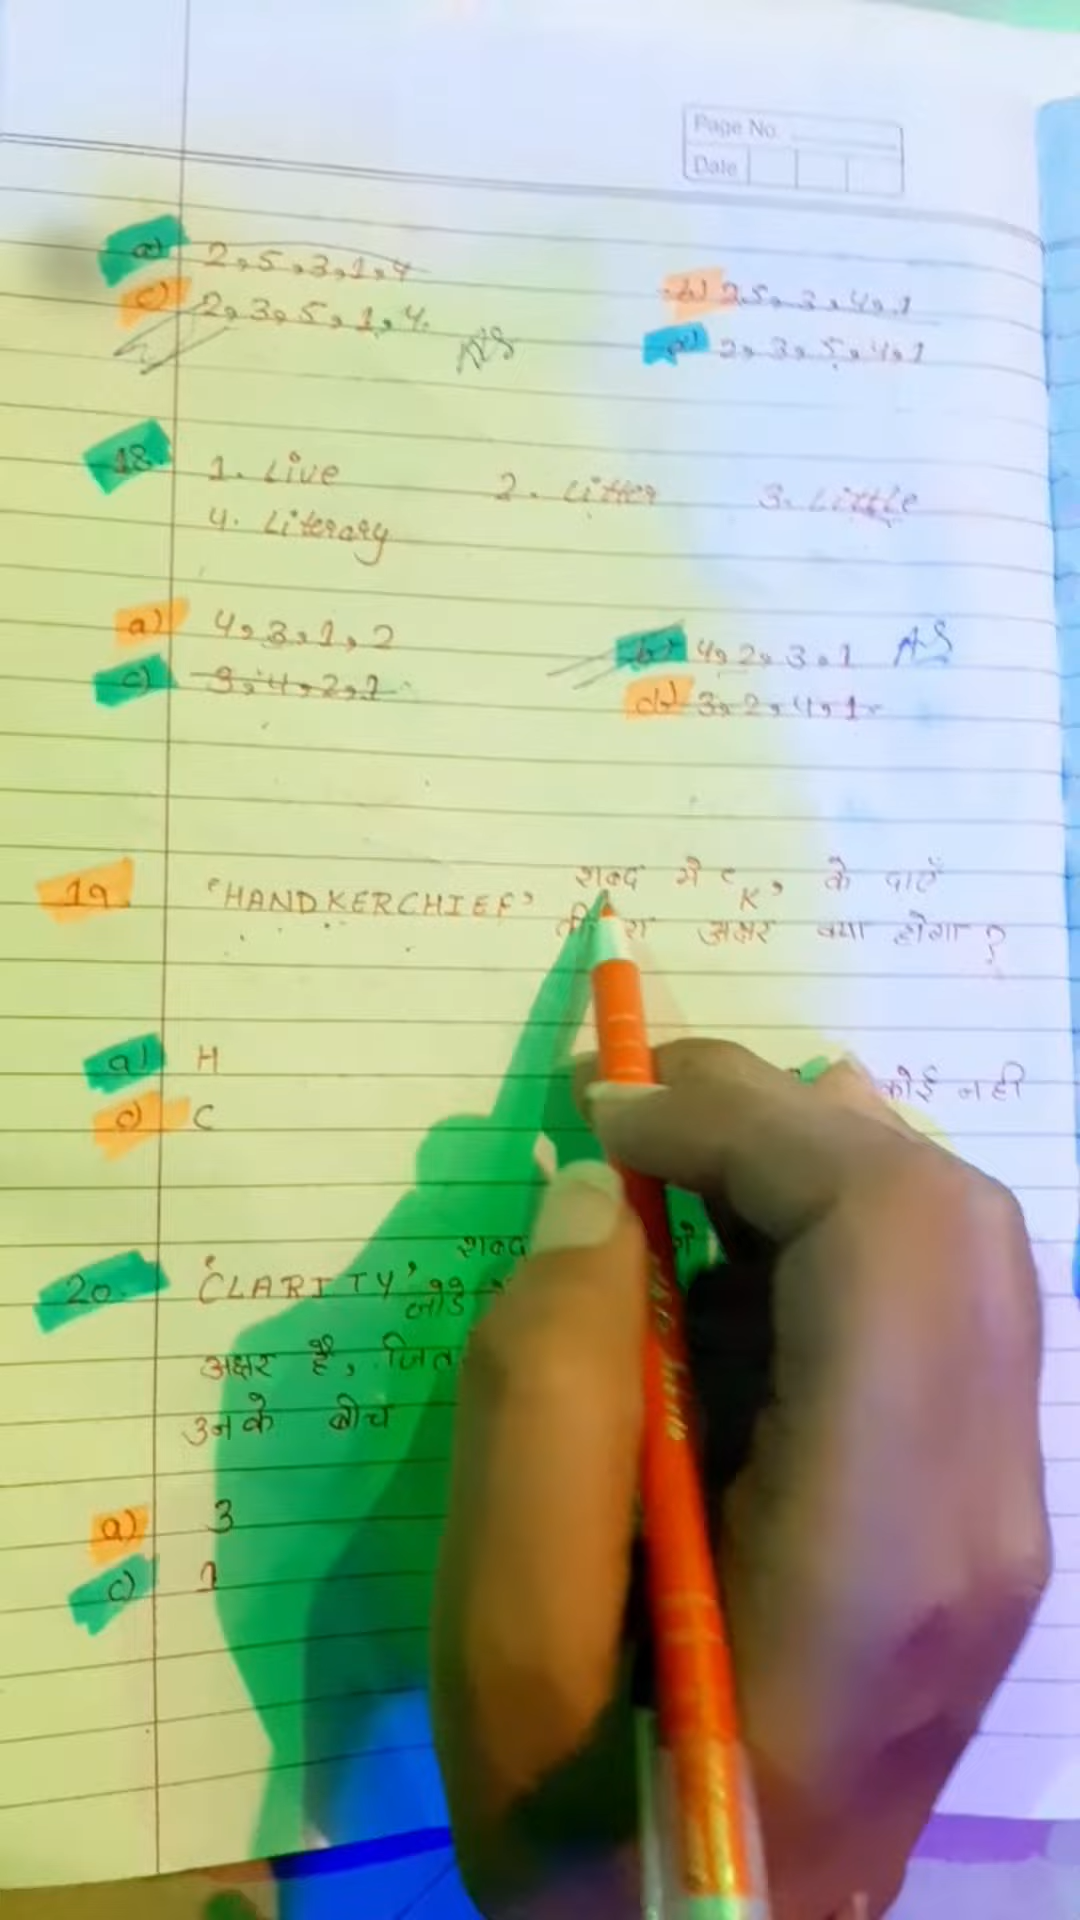 Page No.
Date
a) 2,5,3,1,4
b) 2,5,3,4,1
c) 2,3,5,1,4. AS
d) 2,3,5,4,1
18. 1. Live 2. Litter 3. Little
4. Literary
a) 4,3,1,2
b) 4,2,3,1 AS
c) 3,4,2,1
d) 3,2,4,1
19 'HANDKERCHIEF' शब्द मे 'K' के दाएँ
अक्षर क्या होगा ?
a) H
कोई नही
c) C
20. 'CLARITY' शब्द
अक्षर है,
उनके बीच
a) 3
c) 1